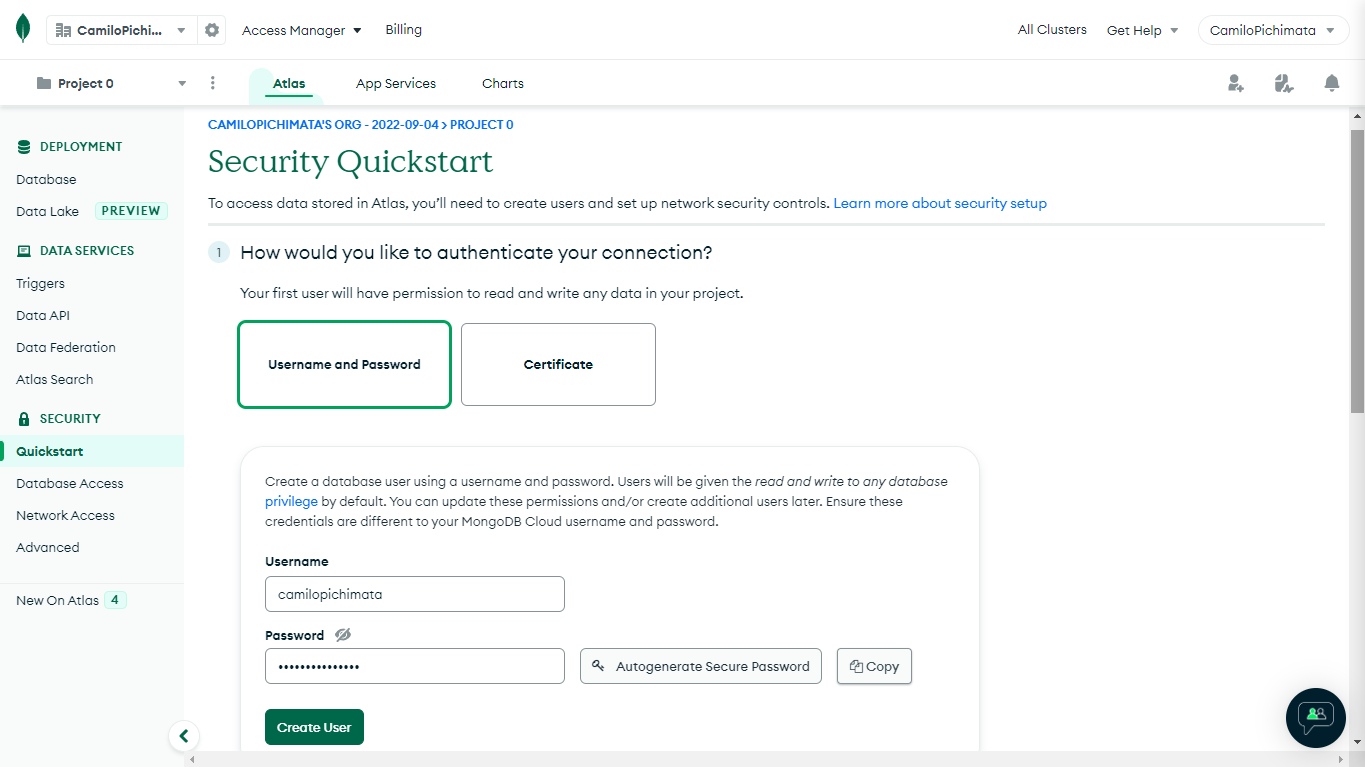 CamiloPichi...
Access Manager
Billing
All Clusters
Get Help
CamiloPichimata
Project 0
Atlas
App Services
Charts
DEPLOYMENT
Database
Data Lake PREVIEW
DATA SERVICES
Triggers
Data API
Data Federation
Atlas Search
SECURITY
Quickstart
Database Access
Network Access
Advanced
New On Atlas 4
CAMILOPICHIMATA'S ORG - 2022-09-04 > PROJECT 0
Security Quickstart
To access data stored in Atlas, you’ll need to create users and set up network security controls. Learn more about security setup
1 How would you like to authenticate your connection?
Your first user will have permission to read and write any data in your project.
Username and Password
Certificate
Create a database user using a username and password. Users will be given the read and write to any database
privilege by default. You can update these permissions and/or create additional users later. Ensure these
credentials are different to your MongoDB Cloud username and password.
Username
camilopichimata
Password
•••••••••••••••
Autogenerate Secure Password
Copy
Create User